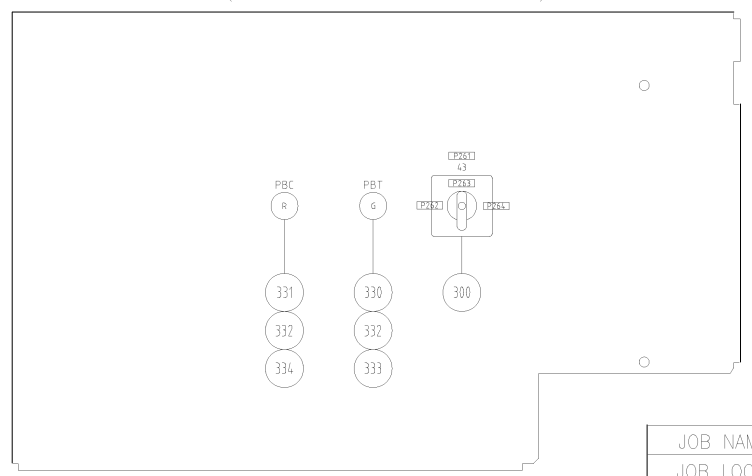 P261
43
PBC
PBT
P263
R
G
P262
P264
331
330
300
332
332
334
333
JOB NAM
JOB LOC